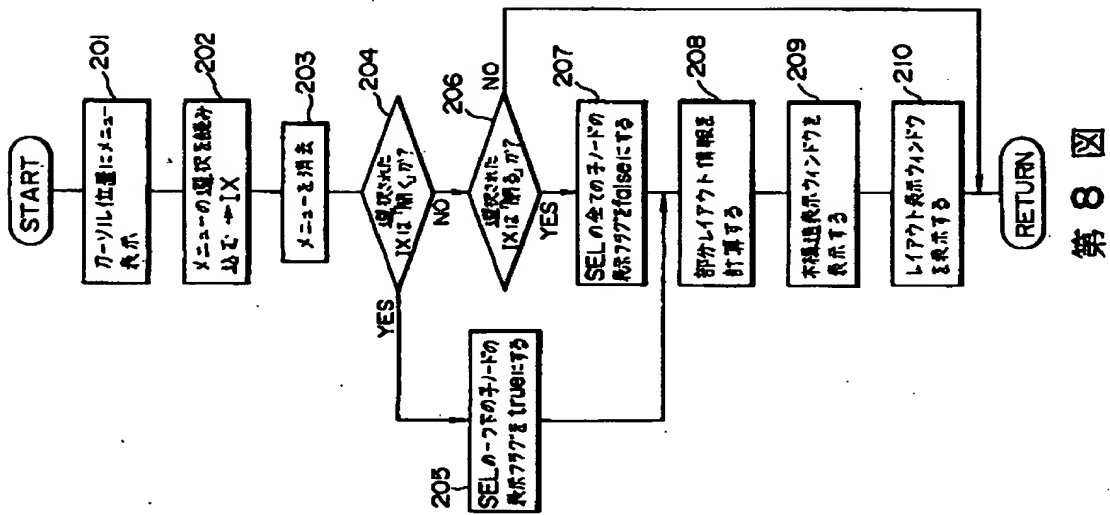 START
201
カーソル位置にメニュー
表示
202
メニューの選択を読み
込む→IX
203
メニューを消去
204
選択された
IXは「開く」か?
YES
NO
205
SELの一つ下の子ノードの
表示フラグをtrueにする
206
選択された
IXは「閉る」か?
NO
YES
207
SELの全ての子ノードの
表示フラグをfalseにする
208
部分レイアウト情報を
計算する
209
木構造表示ウィンドウを
表示する
210
レイアウト表示ウィンドウ
を表示する
RETURN
第 8 図